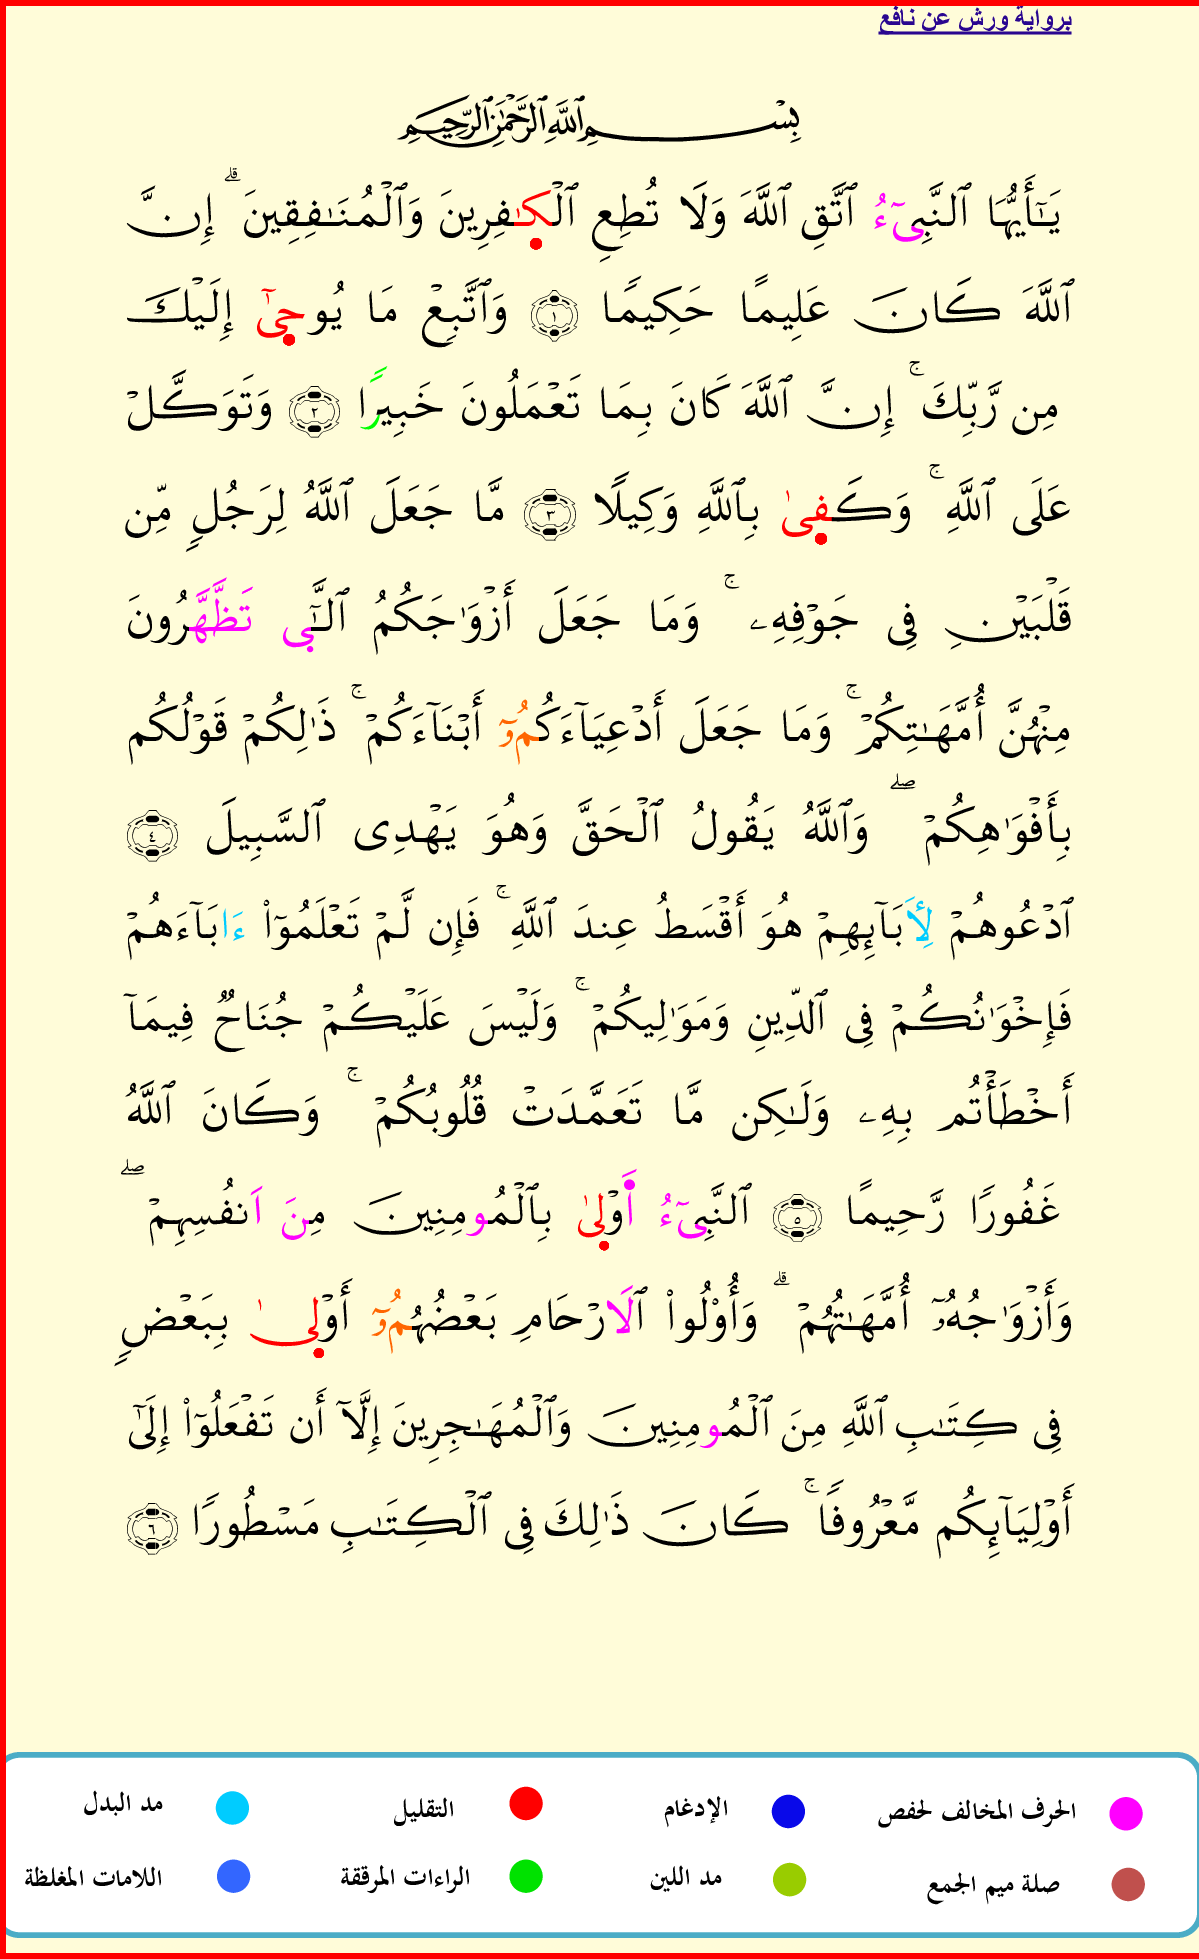 برواية ورش عن نافع
بِسْمِ ٱللَّهِ ٱلرَّحْمَٰنِ ٱلرَّحِيمِ
يَٰٓأَيُّهَا ٱلنَّبِىٓءُ ٱتَّقِ ٱللَّهَ وَلَا تُطِعِ ٱلْكَٰفِرِينَ وَٱلْمُنَٰفِقِينَ ۗ إِنَّ
ٱللَّهَ كَانَ عَلِيمًا حَكِيمًا ١ وَٱتَّبِعْ مَا يُوحِىٰٓ إِلَيْكَ
مِن رَّبِّكَ ۚ إِنَّ ٱللَّهَ كَانَ بِمَا تَعْمَلُونَ خَبِيرًا ٢ وَتَوَكَّلْ
عَلَى ٱللَّهِ ۚ وَكَفِىٰ بِٱللَّهِ وَكِيلًا ٣ مَّا جَعَلَ ٱللَّهُ لِرَجُلٍ مِّن
قَلْبَيْنِ فِى جَوْفِهِۦ ۚ وَمَا جَعَلَ أَزْوَٰجَكُمُ ٱلَّٰٓـِٔى تَظَّهَّرُونَ
مِنْهُنَّ أُمَّهَٰتِكُمْ ۚ وَمَا جَعَلَ أَدْعِيَآءَكُمُۥٓ أَبْنَآءَكُمْ ۚ ذَٰلِكُمْ قَوْلُكُم
بِأَفْوَٰهِكُمْ ۖ وَٱللَّهُ يَقُولُ ٱلْحَقَّ وَهُوَ يَهْدِى ٱلسَّبِيلَ ٤
ٱدْعُوهُمْ لِأَبَآئِهِمْ هُوَ أَقْسَطُ عِندَ ٱللَّهِ ۚ فَإِن لَّمْ تَعْلَمُوٓا۟ ءَابَآءَهُمْ
فَإِخْوَٰنُكُمْ فِى ٱلدِّينِ وَمَوَٰلِيكُمْ ۚ وَلَيْسَ عَلَيْكُمْ جُنَاحٌ فِيمَآ
أَخْطَأْتُم بِهِۦ وَلَٰكِن مَّا تَعَمَّدَتْ قُلُوبُكُمْ ۚ وَكَانَ ٱللَّهُ
غَفُورًا رَّحِيمًا ٥ ٱلنَّبِىٓءُ أَوْلِىٰ بِٱلْمُومِنِينَ مِنَ اَنفُسِهِمْ ۖ
وَأَزْوَٰجُهُۥٓ أُمَّهَٰتُهُمْ ۗ وَأُوْلُوا۟ ٱلَارْحَامِ بَعْضُهُمُۥٓ أَوْلِىٰ بِبَعْضٍ
فِى كِتَٰبِ ٱللَّهِ مِنَ ٱلْمُومِنِينَ وَٱلْمُهَٰجِرِينَ إِلَّآ أَن تَفْعَلُوٓا۟ إِلَىٰٓ
أَوْلِيَآئِكُم مَّعْرُوفًا ۚ كَانَ ذَٰلِكَ فِى ٱلْكِتَٰبِ مَسْطُورًا ٦
الحرف المخالف لحفص الإدغام التقليل مد البدل
صلة ميم الجمع مد اللين الراءات المرققة اللامات المغلظة